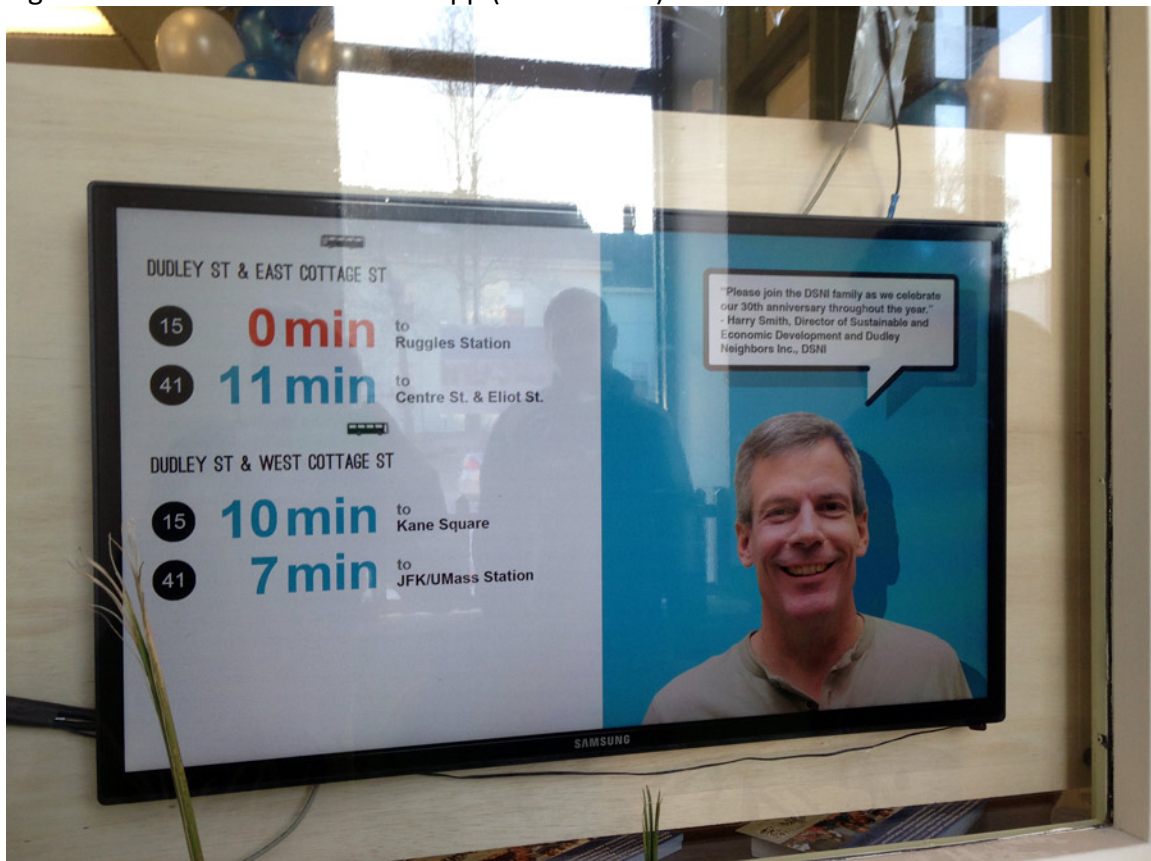 DUDLEY ST & EAST COTTAGE ST
15 0 min to
Ruggles Station
41 11 min to
Centre St. & Eliot St.
DUDLEY ST & WEST COTTAGE ST
15 10 min to
Kane Square
41 7 min to
JFK/UMass Station
"Please join the DSNI family as we celebrate
our 30th anniversary throughout the year."
- Harry Smith, Director of Sustainable and
Economic Development and Dudley
Neighbors Inc., DSNI
SAMSUNG